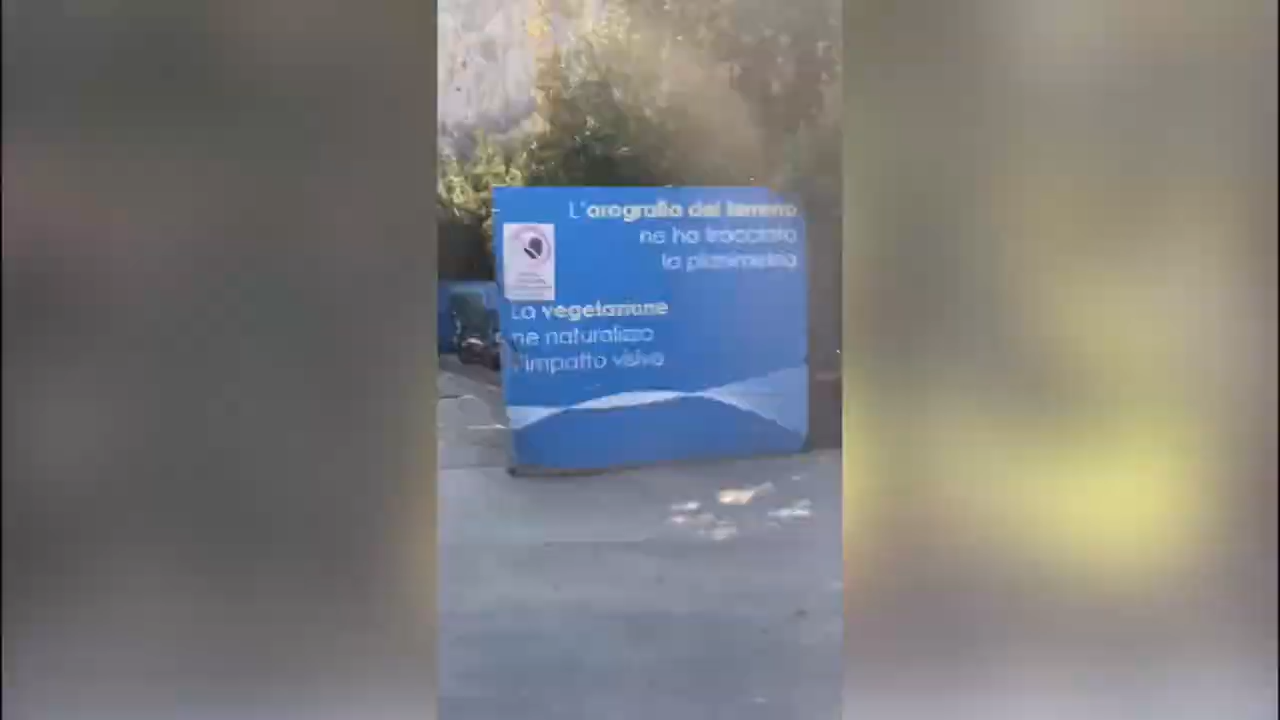 L'orografia del terreno
ne ha tracciato
la planimetria
La vegetazione
ne naturalizza
l'impatto visivo